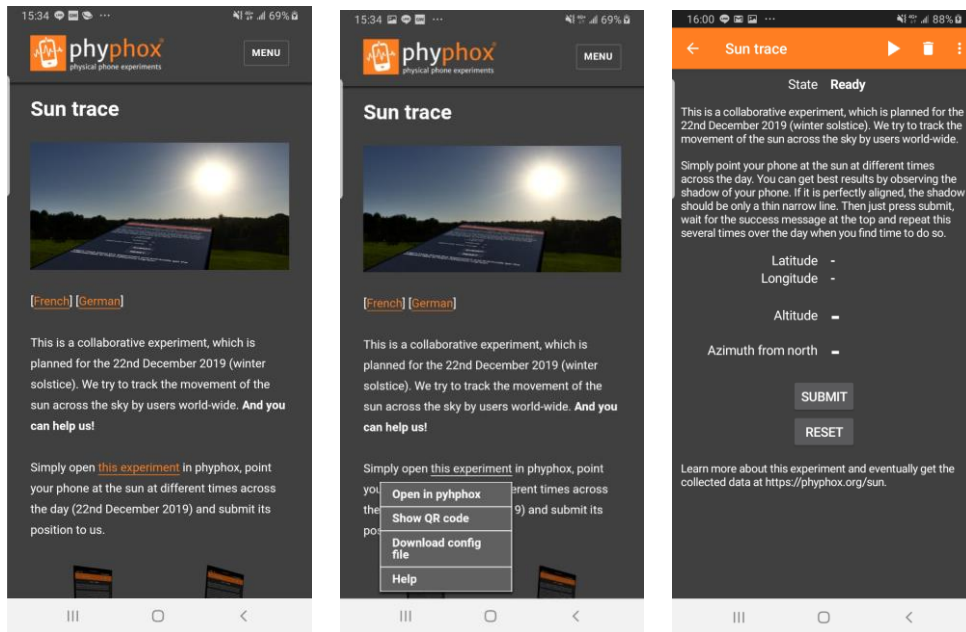 15:34 69%
phyphox
physical phone experiments
MENU
Sun trace
[French] [German]
This is a collaborative experiment, which is
planned for the 22nd December 2019 (winter
solstice). We try to track the movement of the
sun across the sky by users world-wide. And you
can help us!
Simply open this experiment in phyphox, point
your phone at the sun at different times across
the day (22nd December 2019) and submit its
position to us.
15:34 69%
phyphox
physical phone experiments
MENU
Sun trace
[French] [German]
This is a collaborative experiment, which is
planned for the 22nd December 2019 (winter
solstice). We try to track the movement of the
sun across the sky by users world-wide. And you
can help us!
Simply open this experiment in phyphox, point
you erent times across
the 9) and submit its
pos
Open in pyhphox
Show QR code
Download config
file
Help
16:00 88%
Sun trace
State Ready
This is a collaborative experiment, which is planned for the
22nd December 2019 (winter solstice). We try to track the
movement of the sun across the sky by users world-wide.
Simply point your phone at the sun at different times
across the day. You can get best results by observing the
shadow of your phone. If it is perfectly aligned, the shadow
should be only a thin narrow line. Then just press submit,
wait for the success message at the top and repeat this
several times over the day when you find time to do so.
Latitude -
Longitude -
Altitude -
Azimuth from north -
SUBMIT
RESET
Learn more about this experiment and eventually get the
collected data at https://phyphox.org/sun.